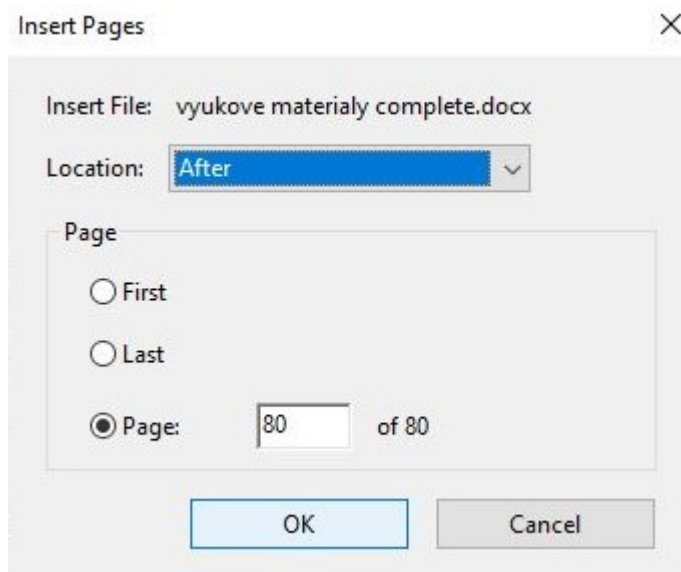 Insert Pages
Insert File: vyukove materialy complete.docx
Location: After
Page
First
Last
Page: 80 of 80
OK Cancel